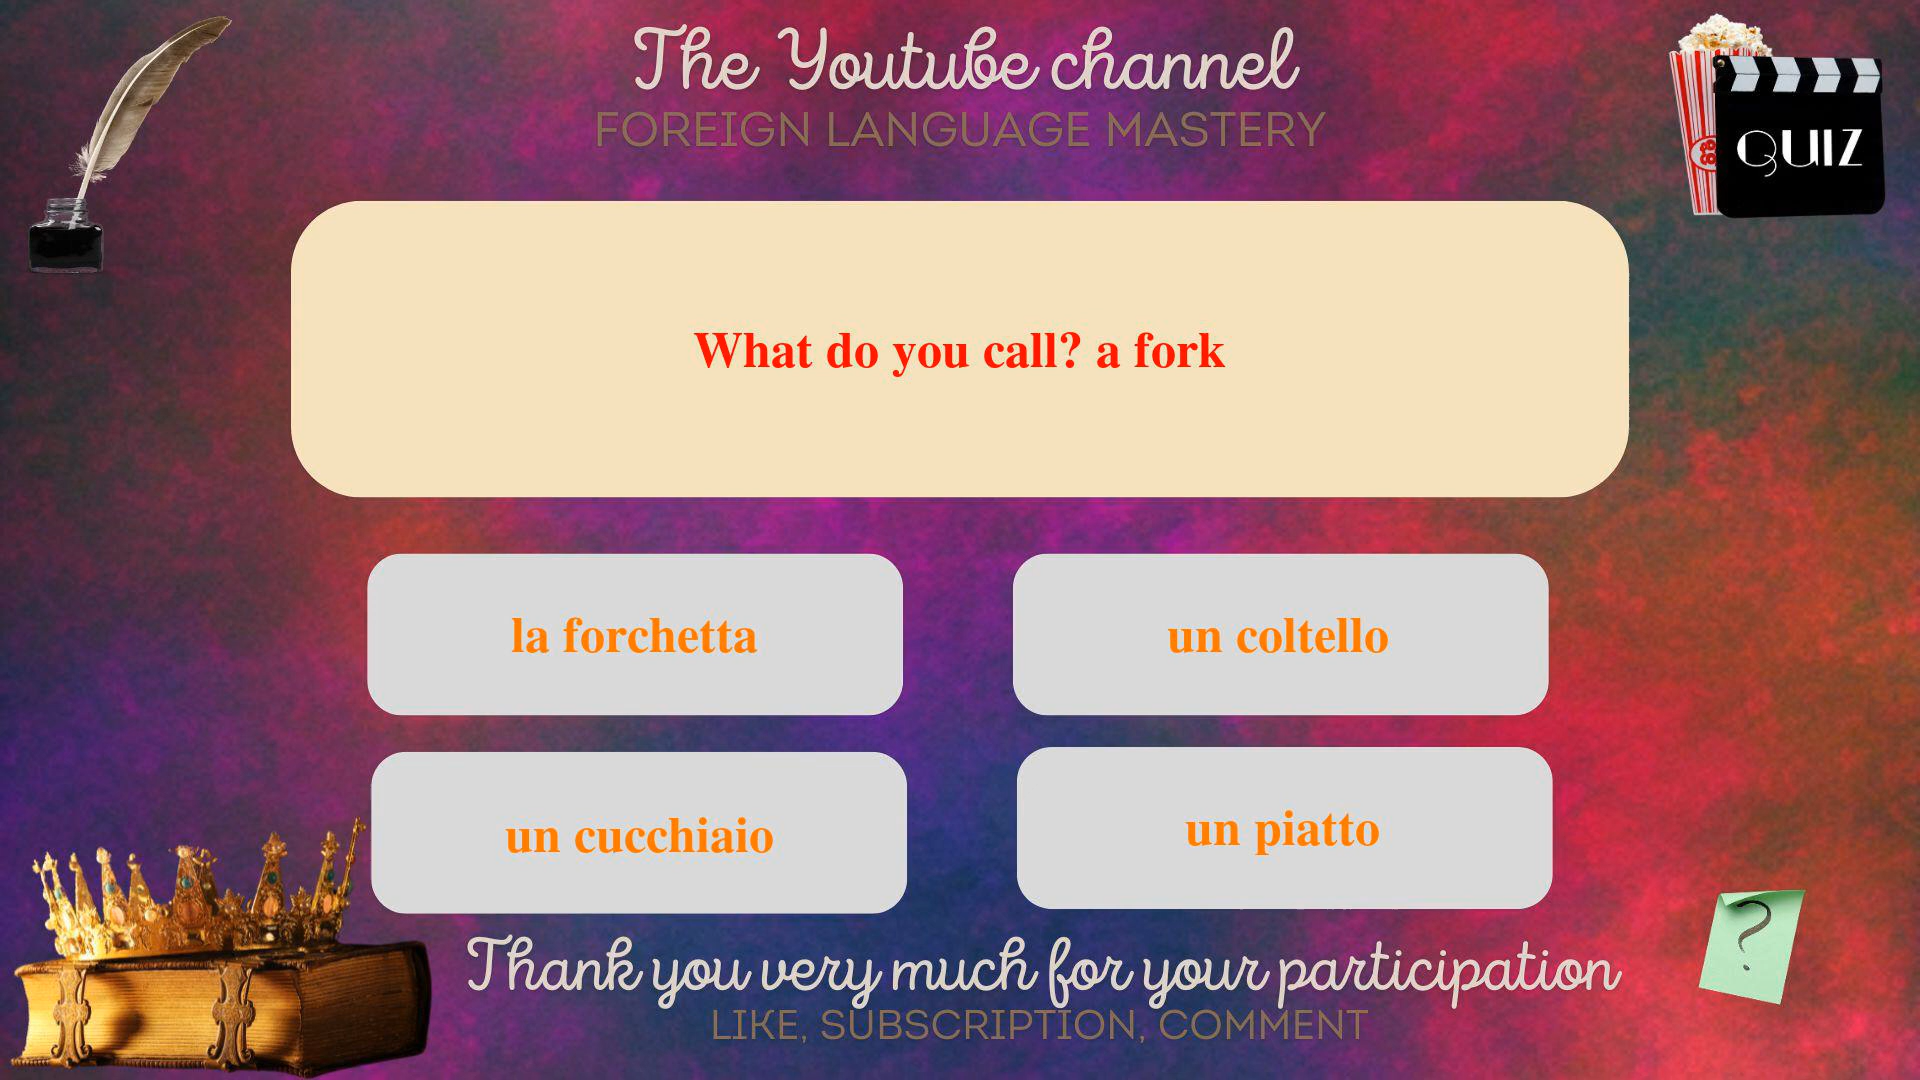 The Youtube channel
FOREIGN LANGUAGE MASTERY
QUIZ
What do you call? a fork
la forchetta
un coltello
un cucchiaio
un piatto
?
Thank you very much for your participation
LIKE, SUBSCRIPTION, COMMENT